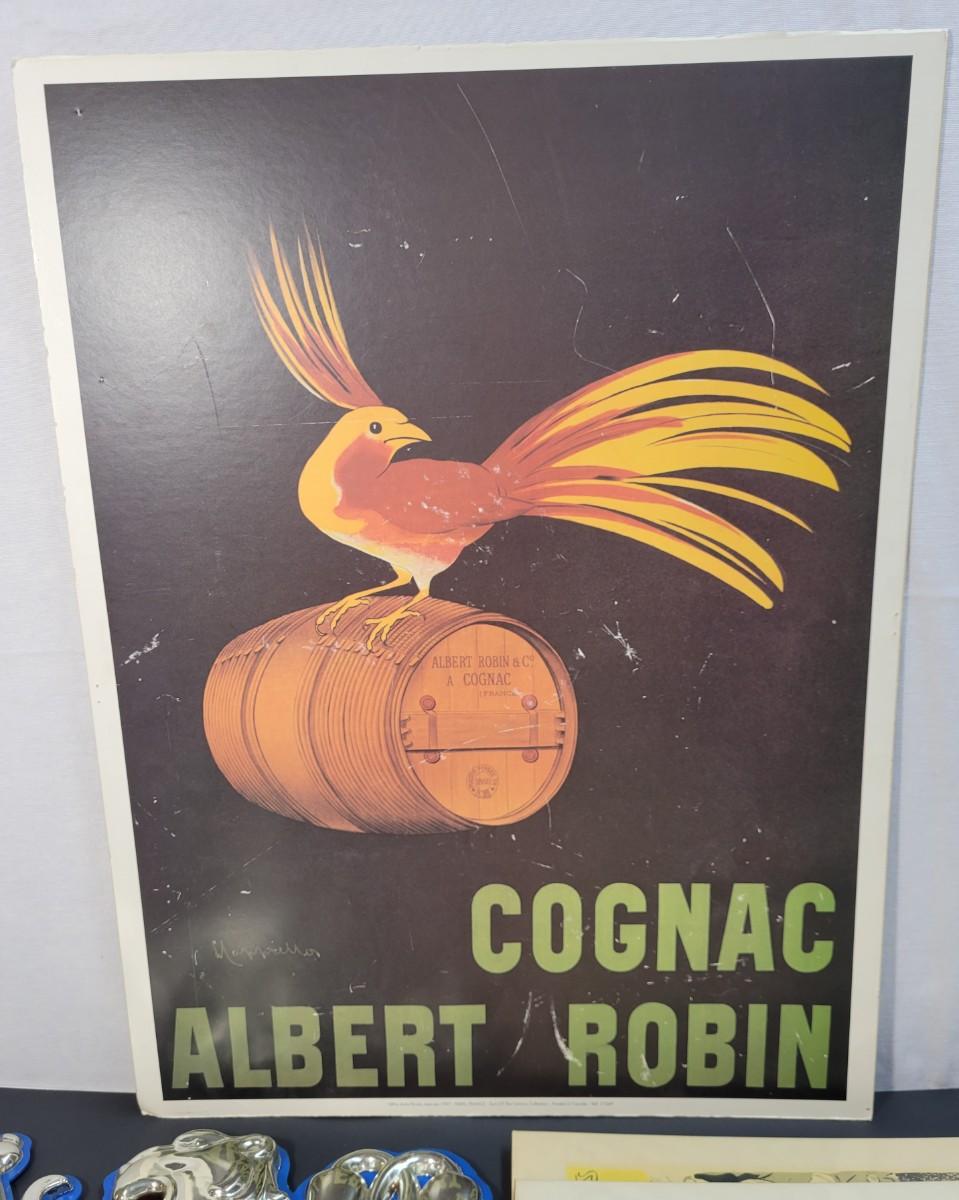 ALBERT ROBIN & Cº
A COGNAC
(FRANCE)
COGNAC
ALBERT ROBIN